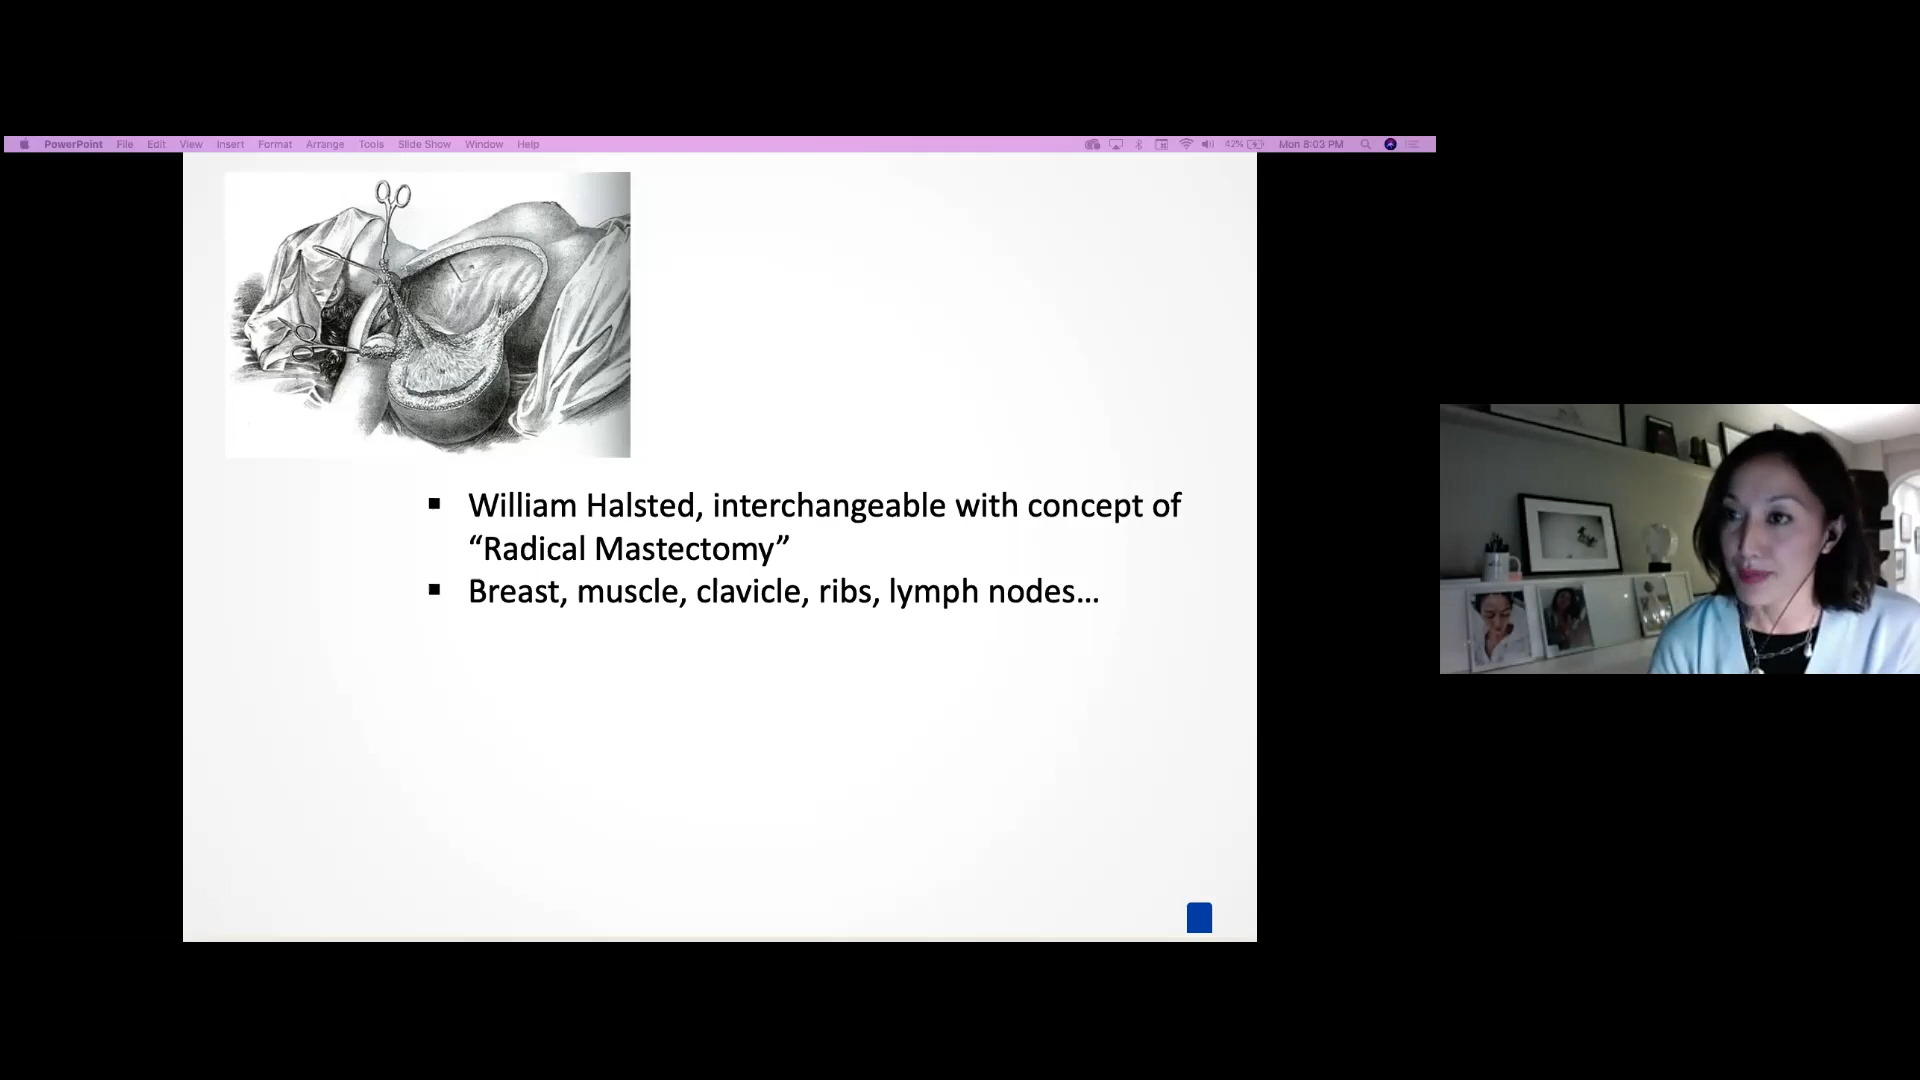 PowerPoint File Edit View Insert Format Arrange Tools Slide Show Window Help 42% Mon 8:03 PM
▪ William Halsted, interchangeable with concept of
“Radical Mastectomy”
▪ Breast, muscle, clavicle, ribs, lymph nodes...